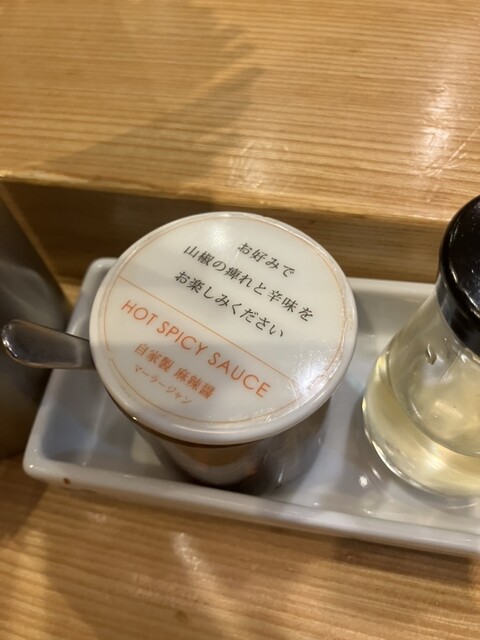 お好みで
山椒の痺れと辛味を
お楽しみください
HOT SPICY SAUCE
自家製 麻辣醤
マーラージャン